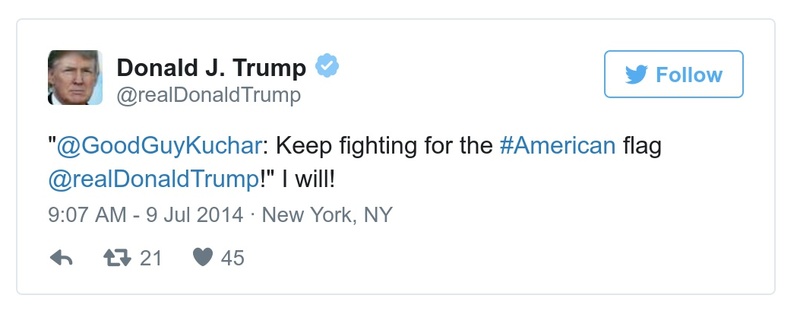 Donald J. Trump
@realDonaldTrump
Follow
"@GoodGuyKuchar: Keep fighting for the #American flag
@realDonaldTrump!" I will!
9:07 AM - 9 Jul 2014 · New York, NY
21 45